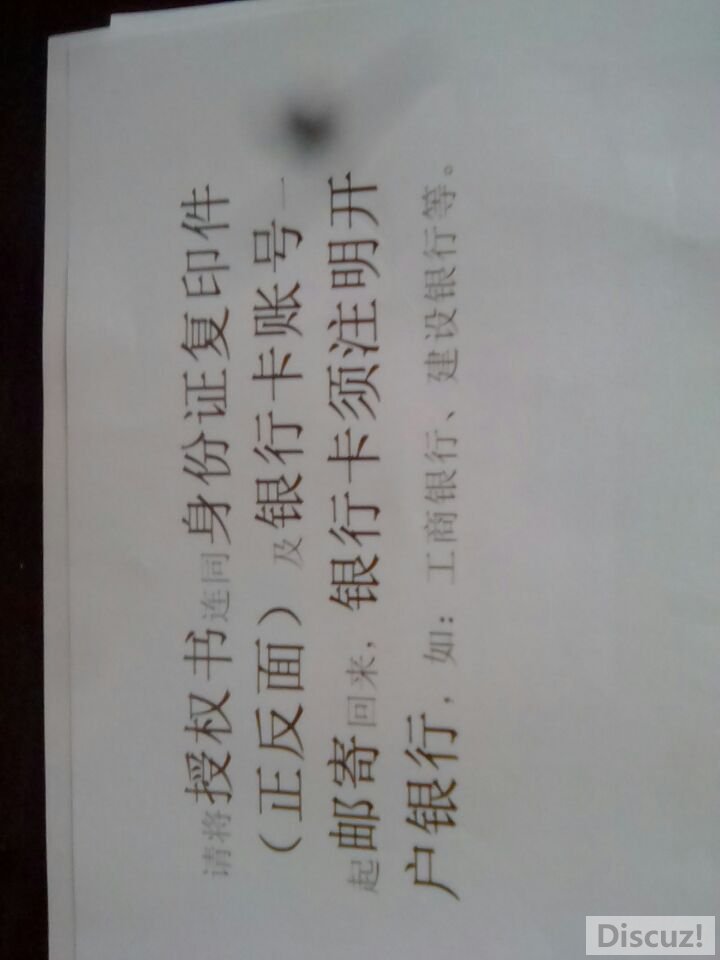 请将授权书连同身份证复印件
（正反面）及银行卡账号一
起邮寄回来，银行卡须注明开
户银行，如：工商银行、建设银行等。
Discuz!